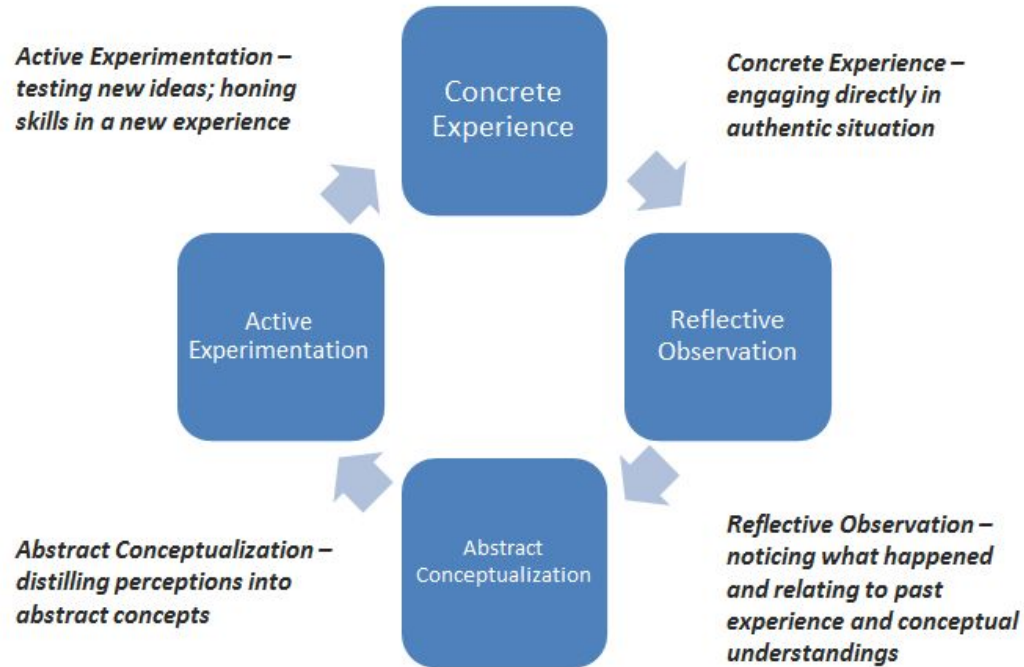 Active Experimentation –
testing new ideas; honing
skills in a new experience
Concrete
Experience
Concrete Experience –
engaging directly in
authentic situation
Active
Experimentation
Reflective
Observation
Abstract Conceptualization –
distilling perceptions into
abstract concepts
Abstract
Conceptualization
Reflective Observation –
noticing what happened
and relating to past
experience and conceptual
understandings